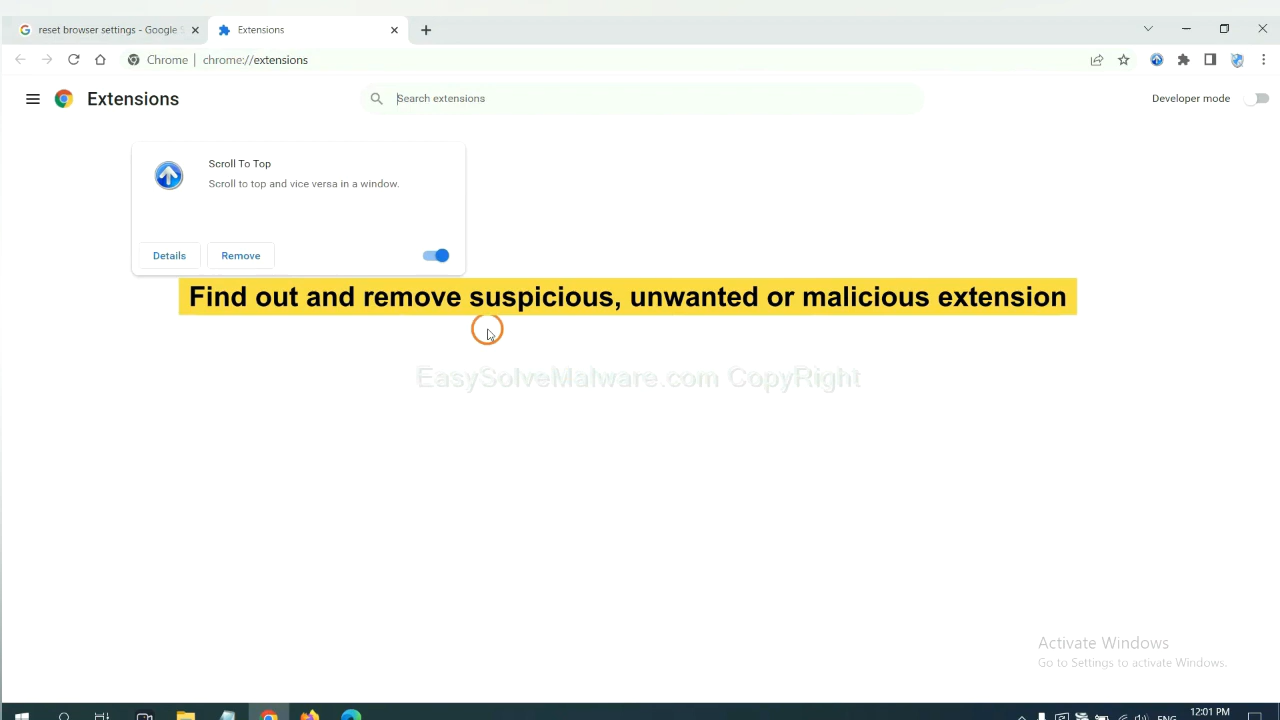 reset browser settings - Google
Extensions
Chrome
chrome://extensions
Extensions
Search extensions
Developer mode
Scroll To Top
Scroll to top and vice versa in a window.
Details
Remove
Find out and remove suspicious, unwanted or malicious extension
EasySolveMalware.com CopyRight
Activate Windows
Go to Settings to activate Windows.
ENG
12:01 PM